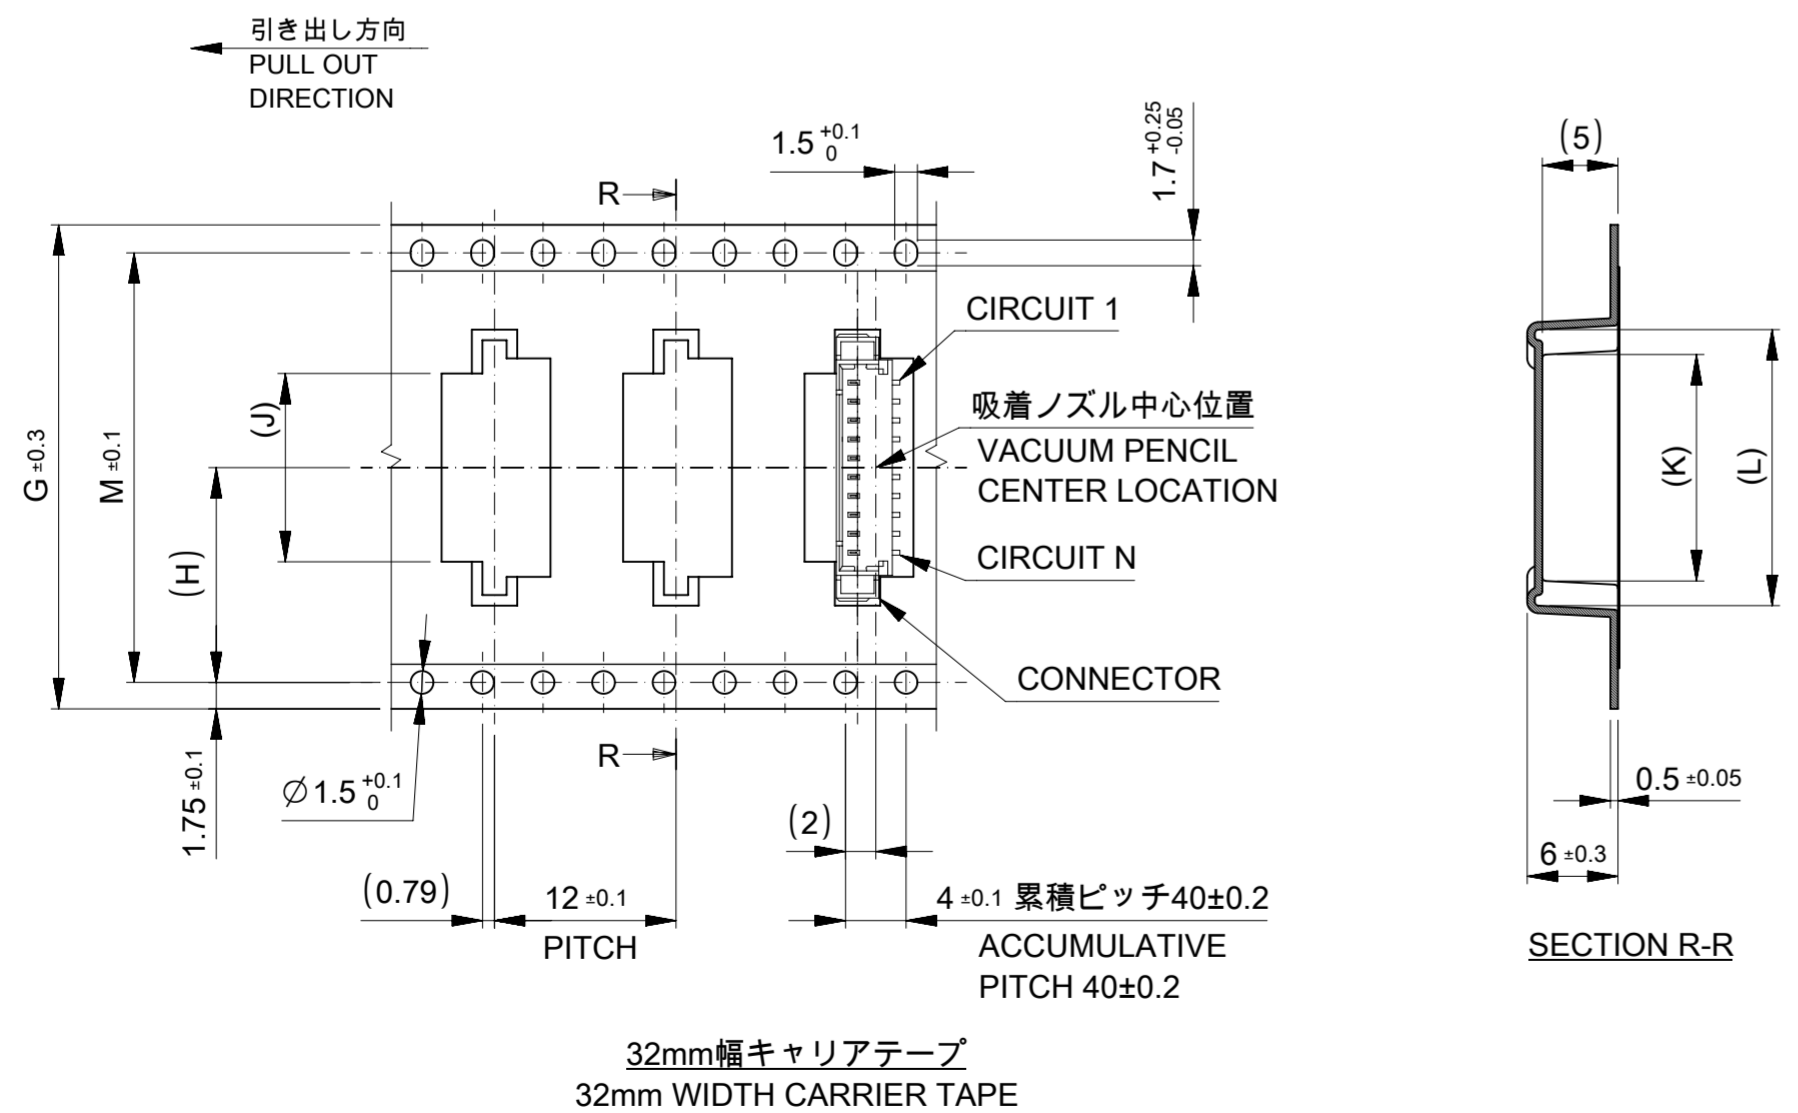 引き出し方向
PULL OUT
DIRECTION
1.5 +0.1 0
1.7 +0.25 -0.05
(5)
R
CIRCUIT 1
吸着ノズル中心位置
VACUUM PENCIL
CENTER LOCATION
CIRCUIT N
CONNECTOR
G ±0.3
M ±0.1
(J)
(H)
(K)
(L)
1.75 ±0.1
Ø1.5 +0.1 0
R
(2)
0.5 ±0.05
6 ±0.3
(0.79)
12 ±0.1
PITCH
4 ±0.1 累積ピッチ40±0.2
ACCUMULATIVE
PITCH 40±0.2
SECTION R-R
32mm幅キャリアテープ
32mm WIDTH CARRIER TAPE